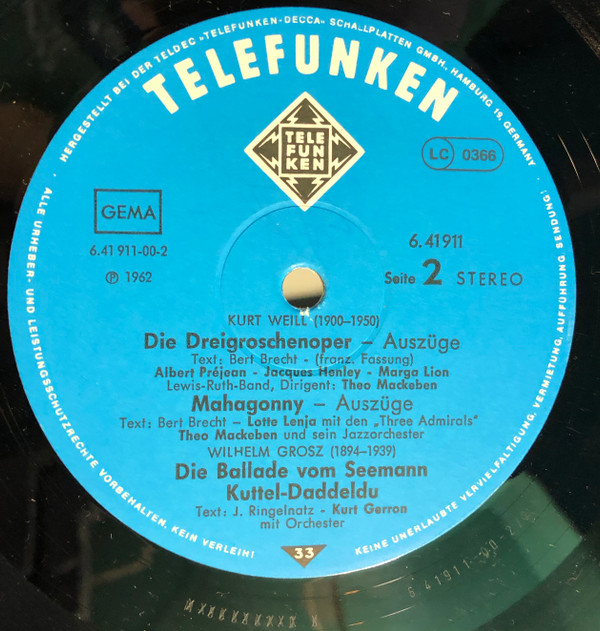 HERGESTELLT BEI DER TELDEC »TELEFUNKEN-DECCA« SCHALLPLATTEN GMBH., HAMBURG 19, GERMANY
TELEFUNKEN
TELE
FUN
KEN
LC 0366
GEMA
6.41 911-00-2
Ⓟ 1962
6.41911
Seite 2 STEREO
KURT WEILL (1900–1950)
Die Dreigroschenoper – Auszüge
Text: Bert Brecht - (franz. Fassung)
Albert Préjean - Jacques Henley - Marga Lion
Lewis-Ruth-Band, Dirigent: Theo Mackeben
Mahagonny – Auszüge
Text: Bert Brecht - Lotte Lenja mit den „Three Admirals"
Theo Mackeben und sein Jazzorchester
WILHELM GROSZ (1894–1939)
Die Ballade vom Seemann
Kuttel-Daddeldu
Text: J. Ringelnatz - Kurt Gerron
mit Orchester
33
ALLE URHEBER- UND LEISTUNGSSCHUTZRECHTE VORBEHALTEN. KEIN VERLEIH!
KEINE UNERLAUBTE VERVIELFÄLTIGUNG, VERMIETUNG, AUFFÜHRUNG, SENDUNG!